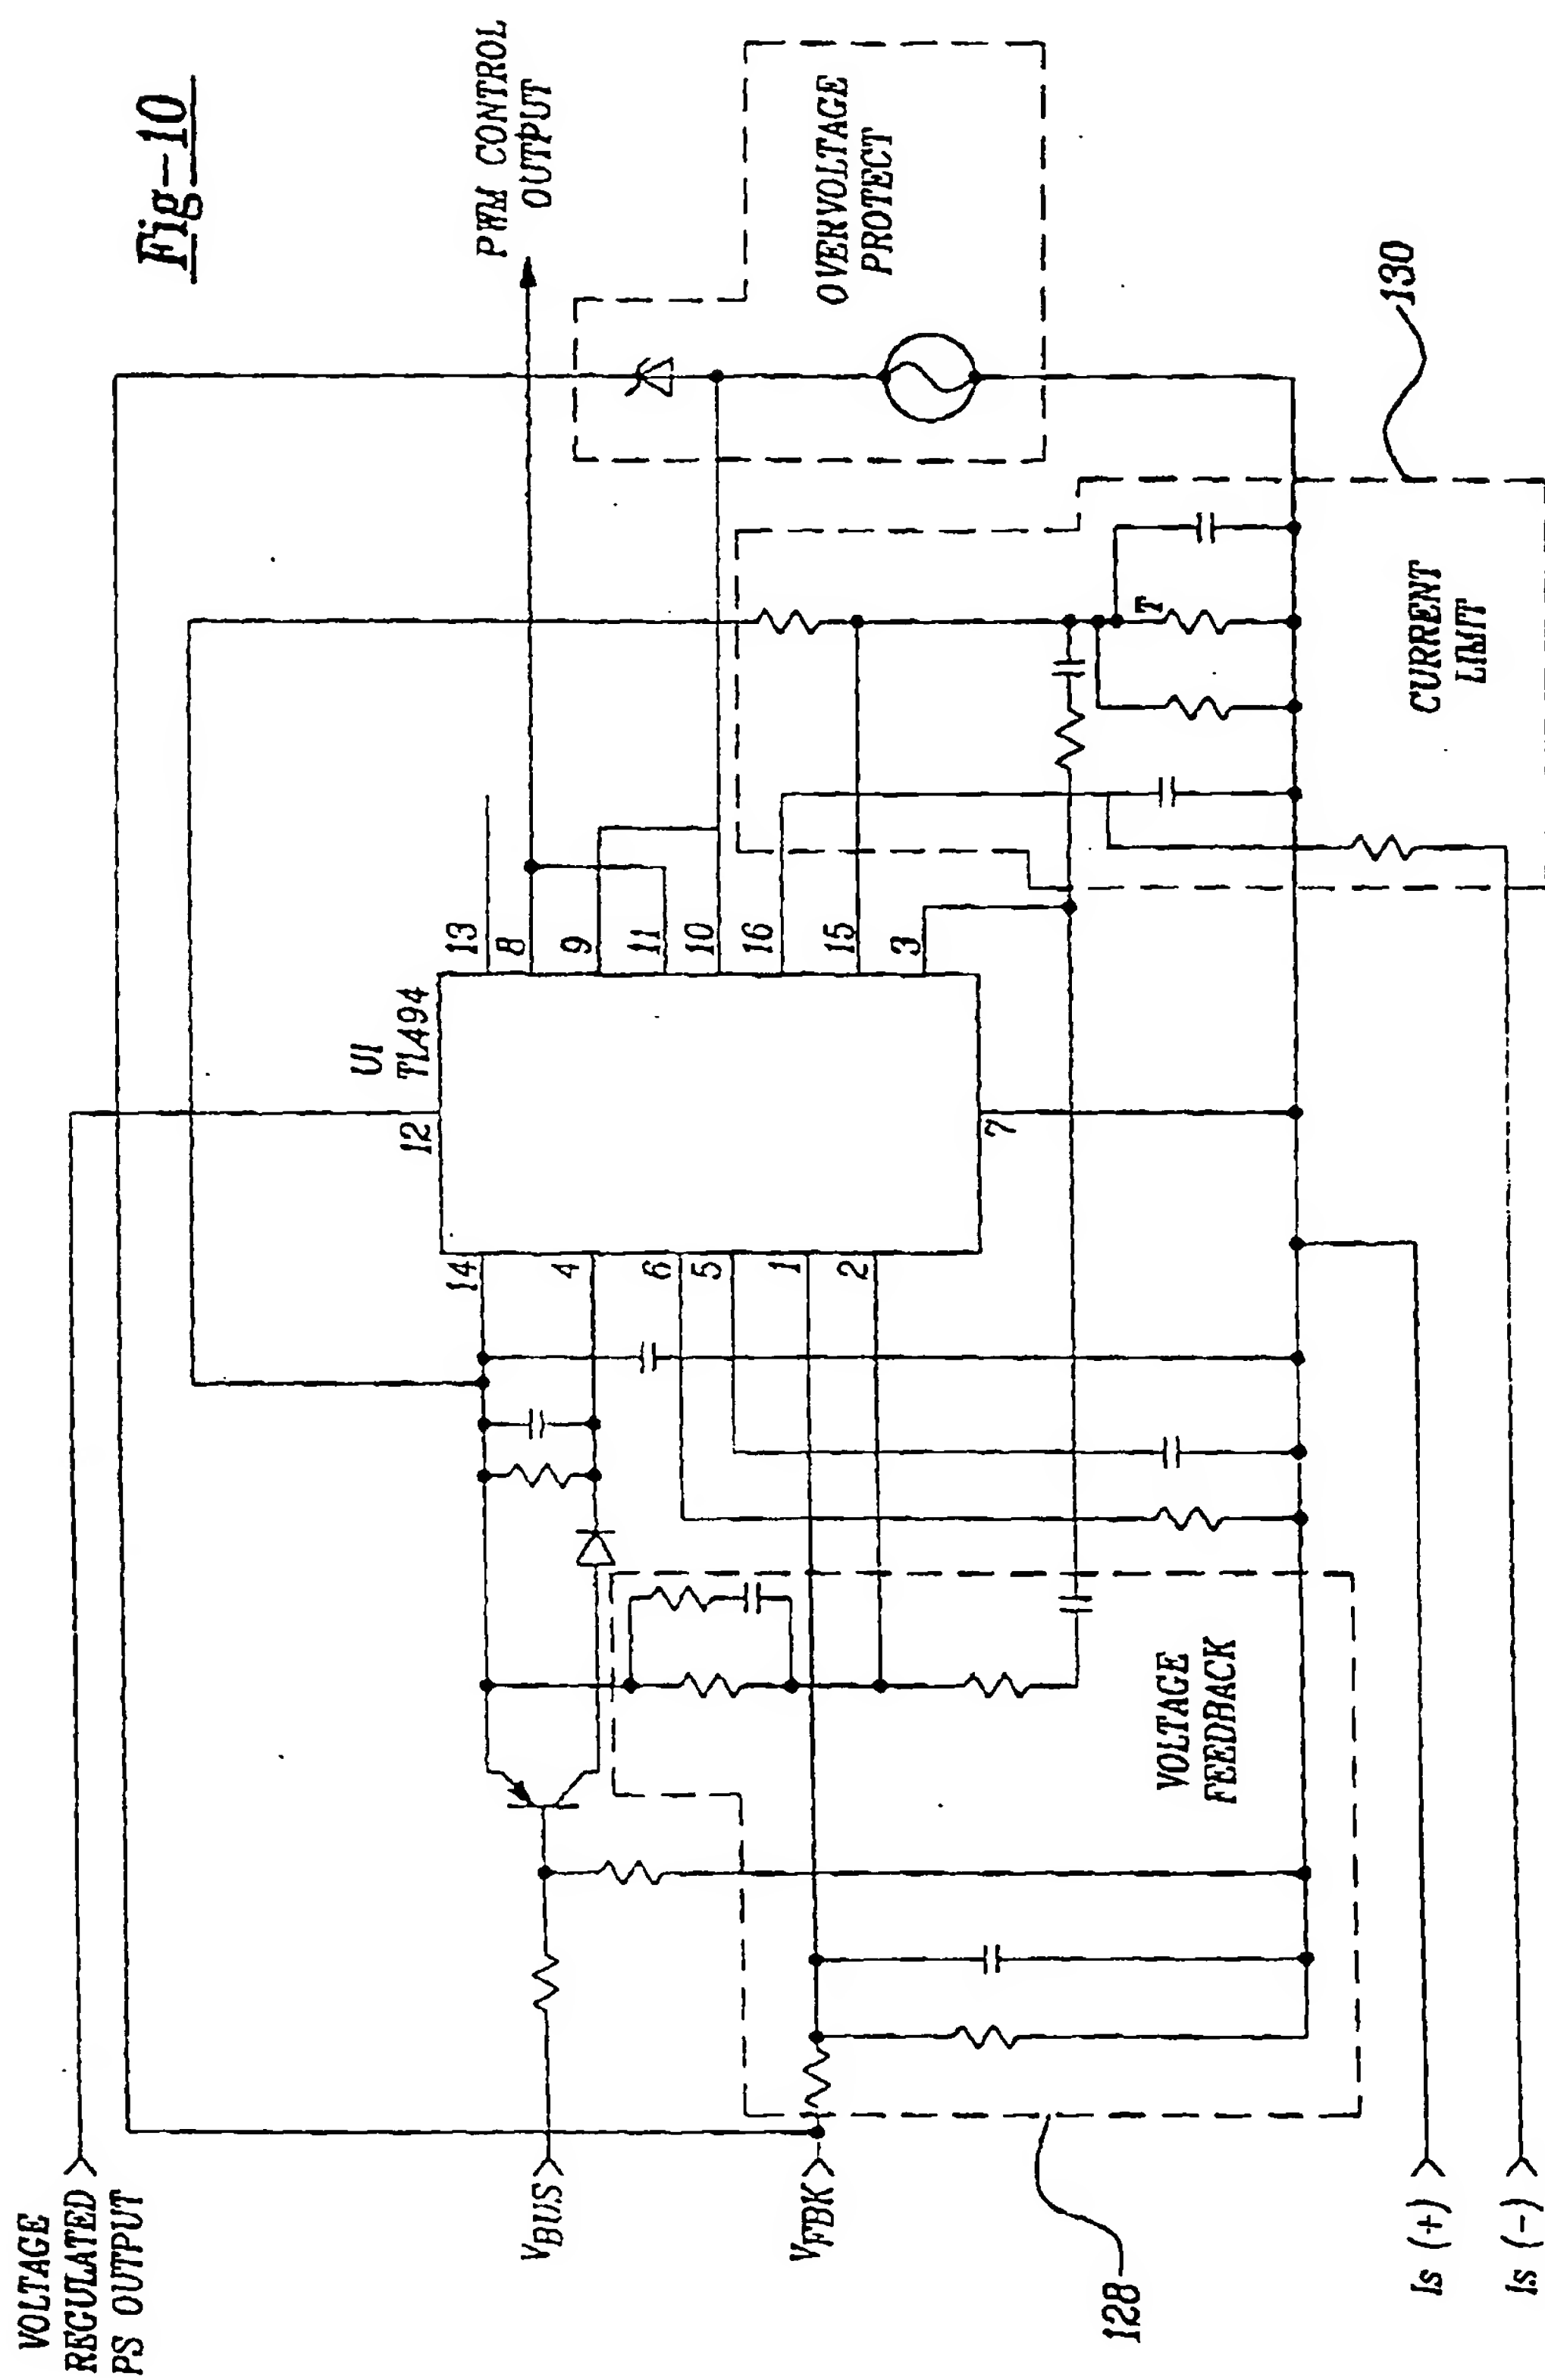 Fig-10
VOLTAGE
REGULATED
PS OUTPUT
VBUS
VFBK
128
Is (+)
Is (-)
VOLTAGE
FEEDBACK
U1
TL494
12
14
4
6
5
1
2
7
13
8
9
11
10
16
15
3
PWM CONTROL
OUTPUT
OVERVOLTAGE
PROTECT
T
CURRENT
LIMIT
130